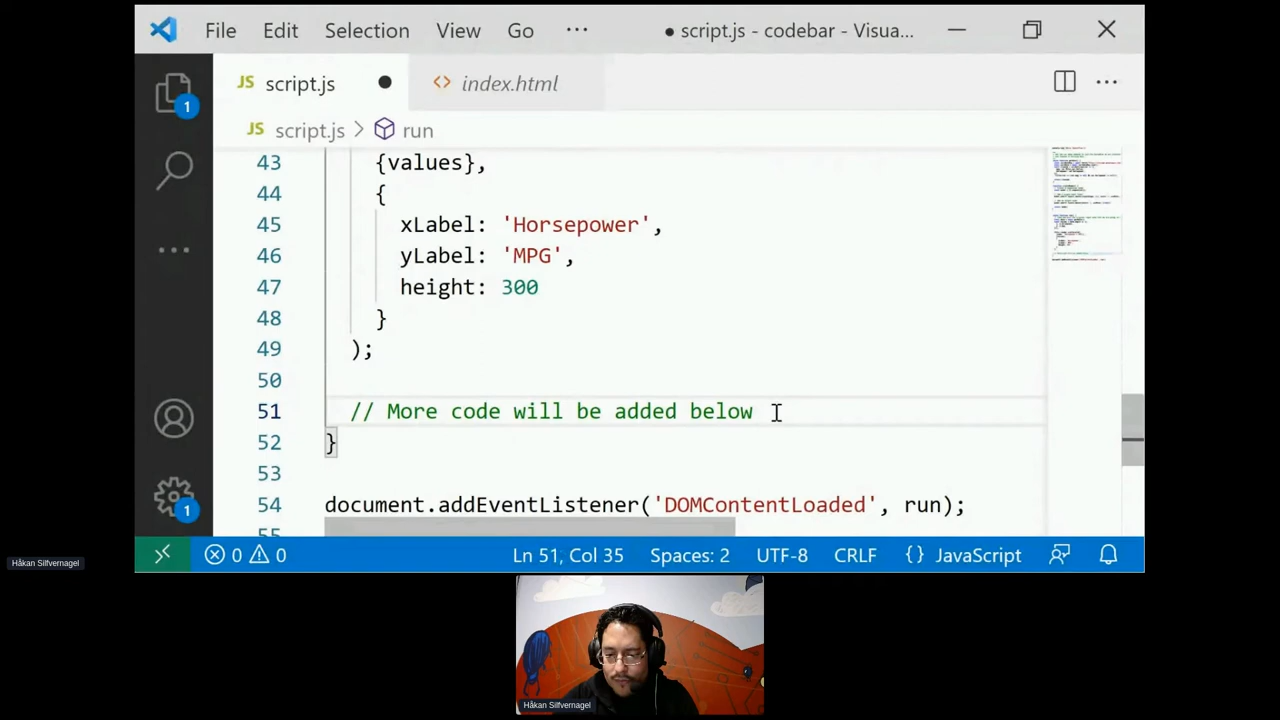 File Edit Selection View Go ··· ● script.js - codebar - Visua...
JS script.js ● <> index.html
JS script.js > run
43 {values},
44 {
45 xLabel: 'Horsepower',
46 yLabel: 'MPG',
47 height: 300
48 }
49 );
50
51 // More code will be added below
52 }
53
54 document.addEventListener('DOMContentLoaded', run);
55
1
1
0 0 Ln 51, Col 35 Spaces: 2 UTF-8 CRLF {} JavaScript
Håkan Silfvernagel
Håkan Silfvernagel